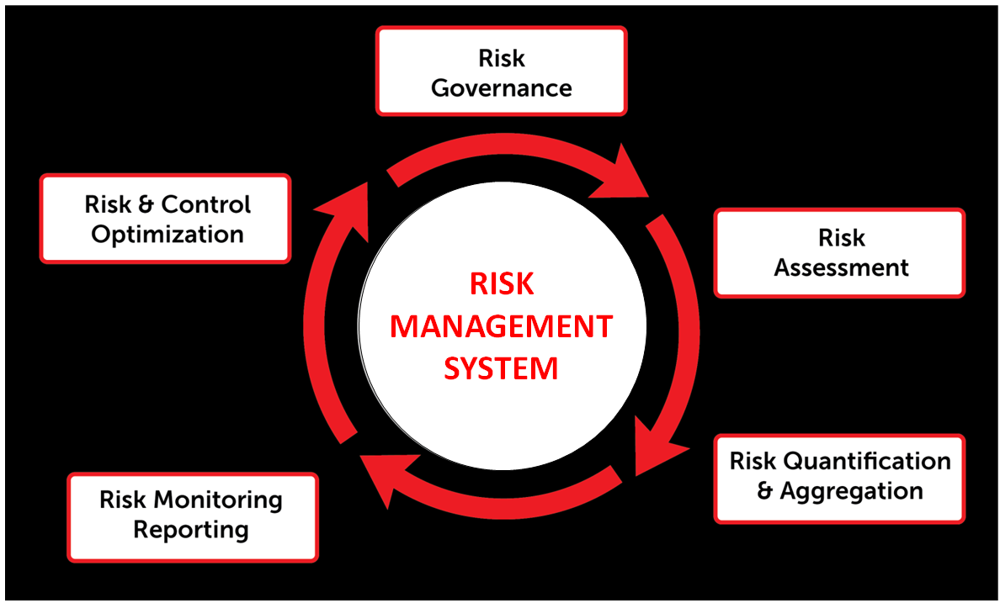 Risk
Governance
Risk & Control
Optimization
Risk
Assessment
RISK
MANAGEMENT
SYSTEM
Risk Quantification
& Aggregation
Risk Monitoring
Reporting